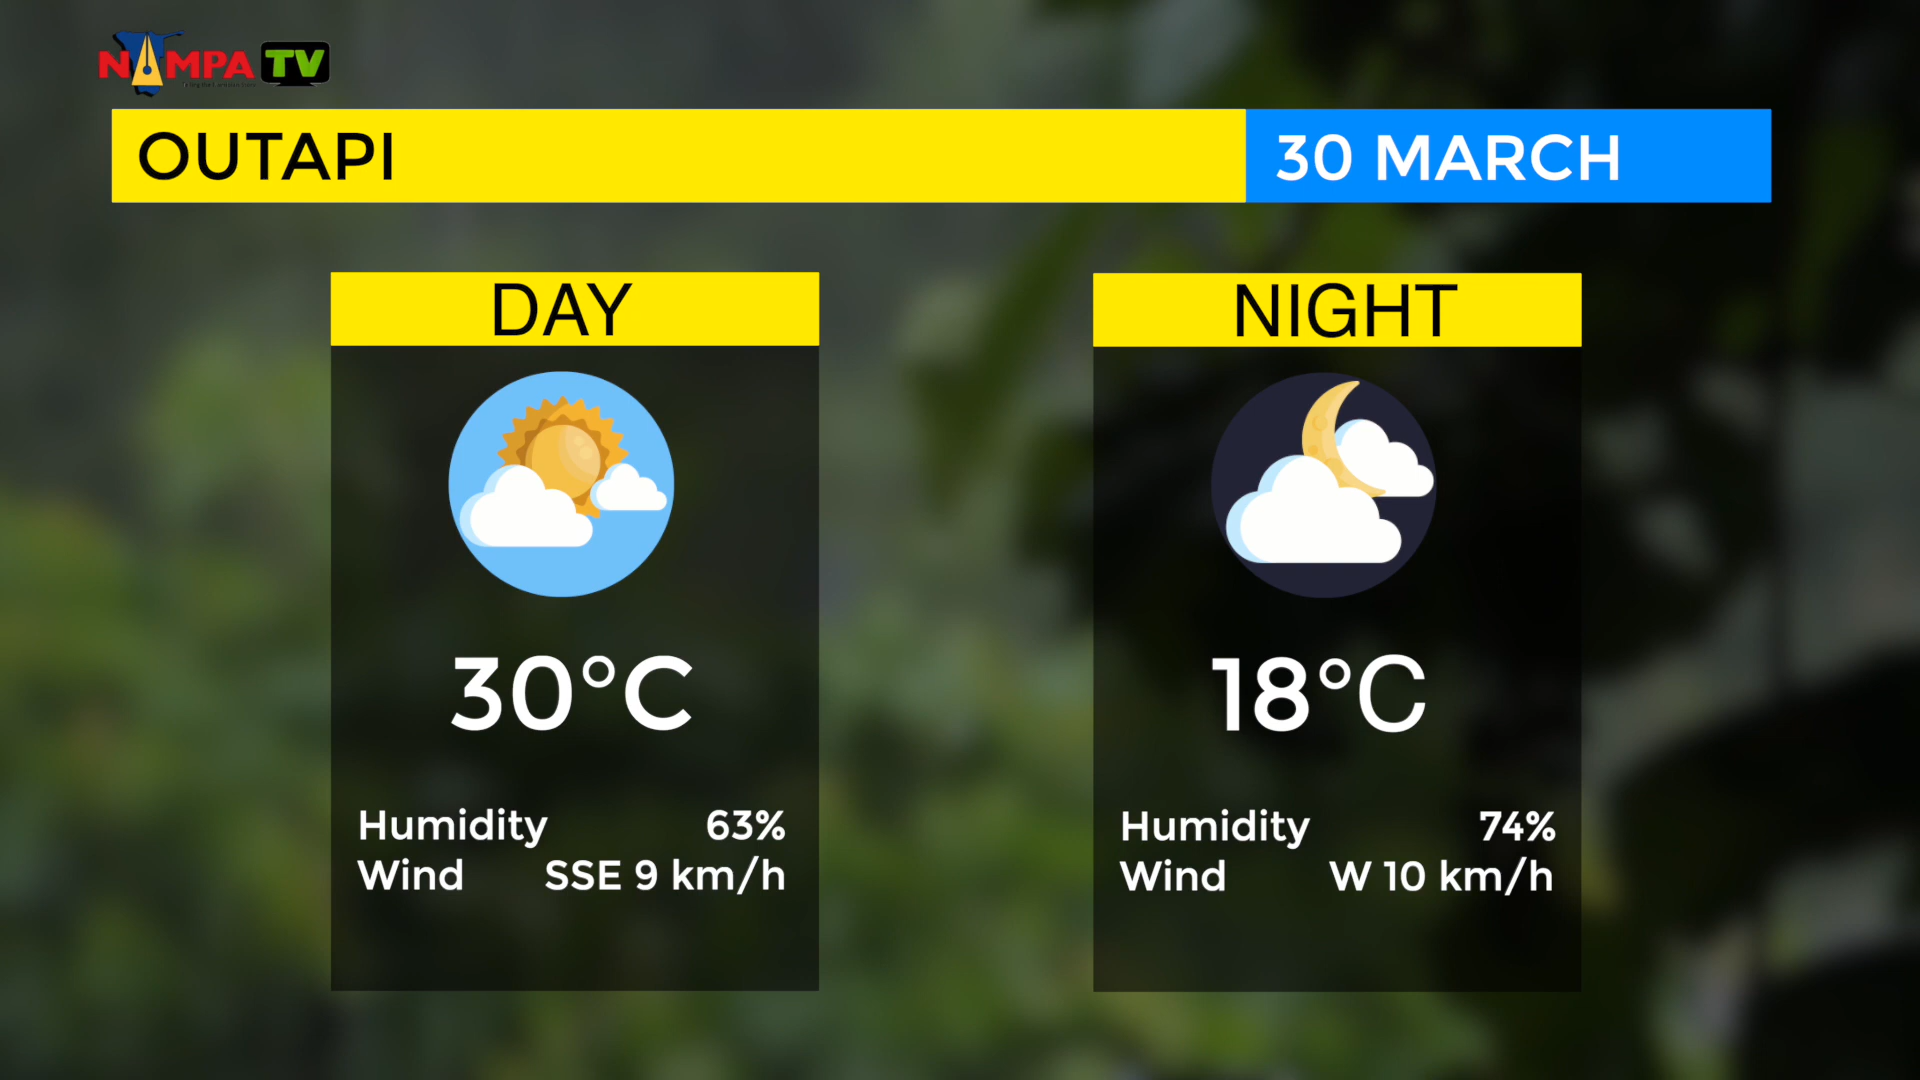 NAMPA TV
OUTAPI
30 MARCH
DAY
30°C
Humidity 63%
Wind SSE 9 km/h
NIGHT
18°C
Humidity 74%
Wind W 10 km/h